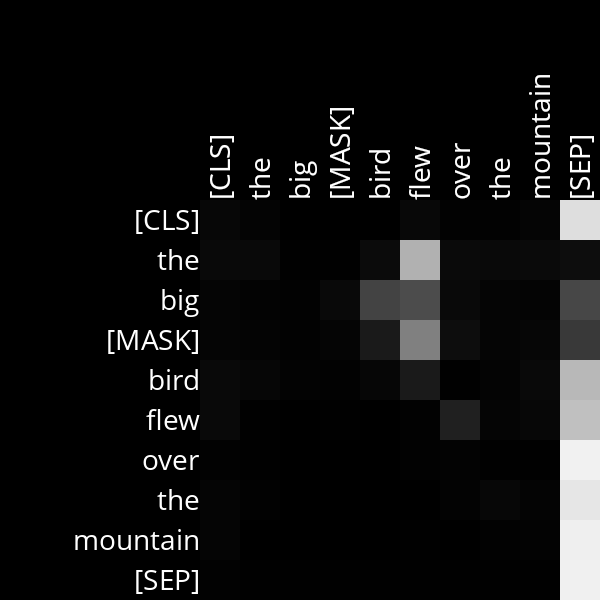 [CLS] the big [MASK] bird flew over the mountain [SEP]
[CLS]
the
big
[MASK]
bird
flew
over
the
mountain
[SEP]